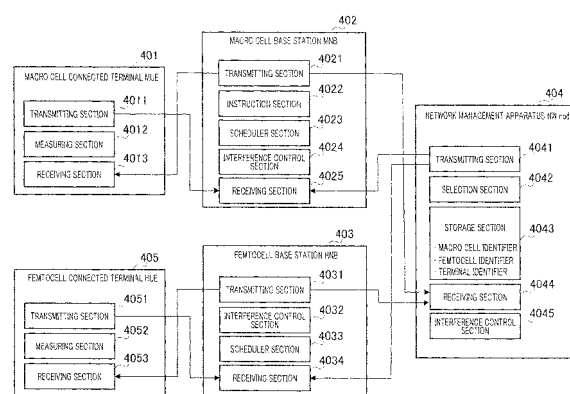 402
MACRO CELL BASE STATION MNB
4021
TRANSMITTING SECTION
4022
INSTRUCTION SECTION
4023
SCHEDULER SECTION
4024
INTERFERENCE CONTROL
SECTION
4025
RECEIVING SECTION
401
MACRO CELL CONNECTED TERMINAL MUE
4011
TRANSMITTING SECTION
4012
MEASURING SECTION
4013
RECEIVING SECTION
404
NETWORK MANAGEMENT APPARATUS NW nod
4041
TRANSMITTING SECTION
4042
SELECTION SECTION
4043
STORAGE SECTION
· MACRO CELL IDENTIFIER
· FEMTOCELL IDENTIFIER
· TERMINAL IDENTIFIER
4044
RECEIVING SECTION
4045
INTERFERENCE CONTROL
SECTION
403
FEMTOCELL BASE STATION HNB
4031
TRANSMITTING SECTION
4032
INTERFERENCE CONTROL
SECTION
4033
SCHEDULER SECTION
4034
RECEIVING SECTION
405
FEMTOCELL CONNECTED TERMINAL HUE
4051
TRANSMITTING SECTION
4052
MEASURING SECTION
4053
RECEIVING SECTION